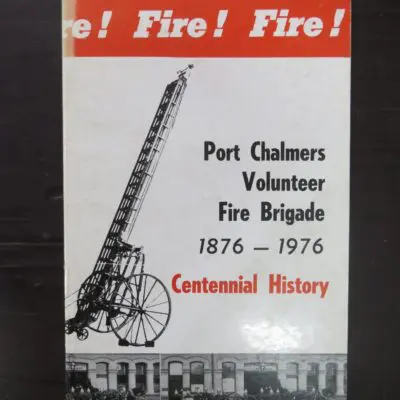 e! Fire! Fire!
Port Chalmers
Volunteer
Fire Brigade
1876 – 1976
Centennial History